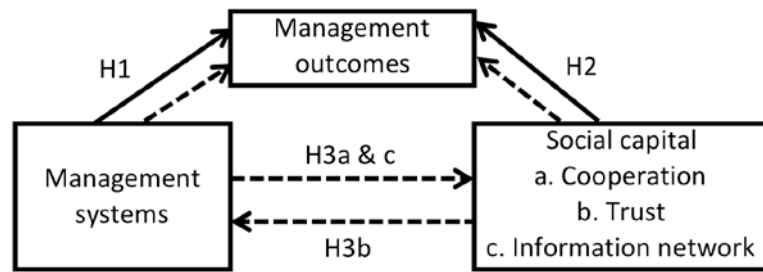 Management
outcomes
H1
H2
Management
systems
H3a & c
H3b
Social capital
a. Cooperation
b. Trust
c. Information network